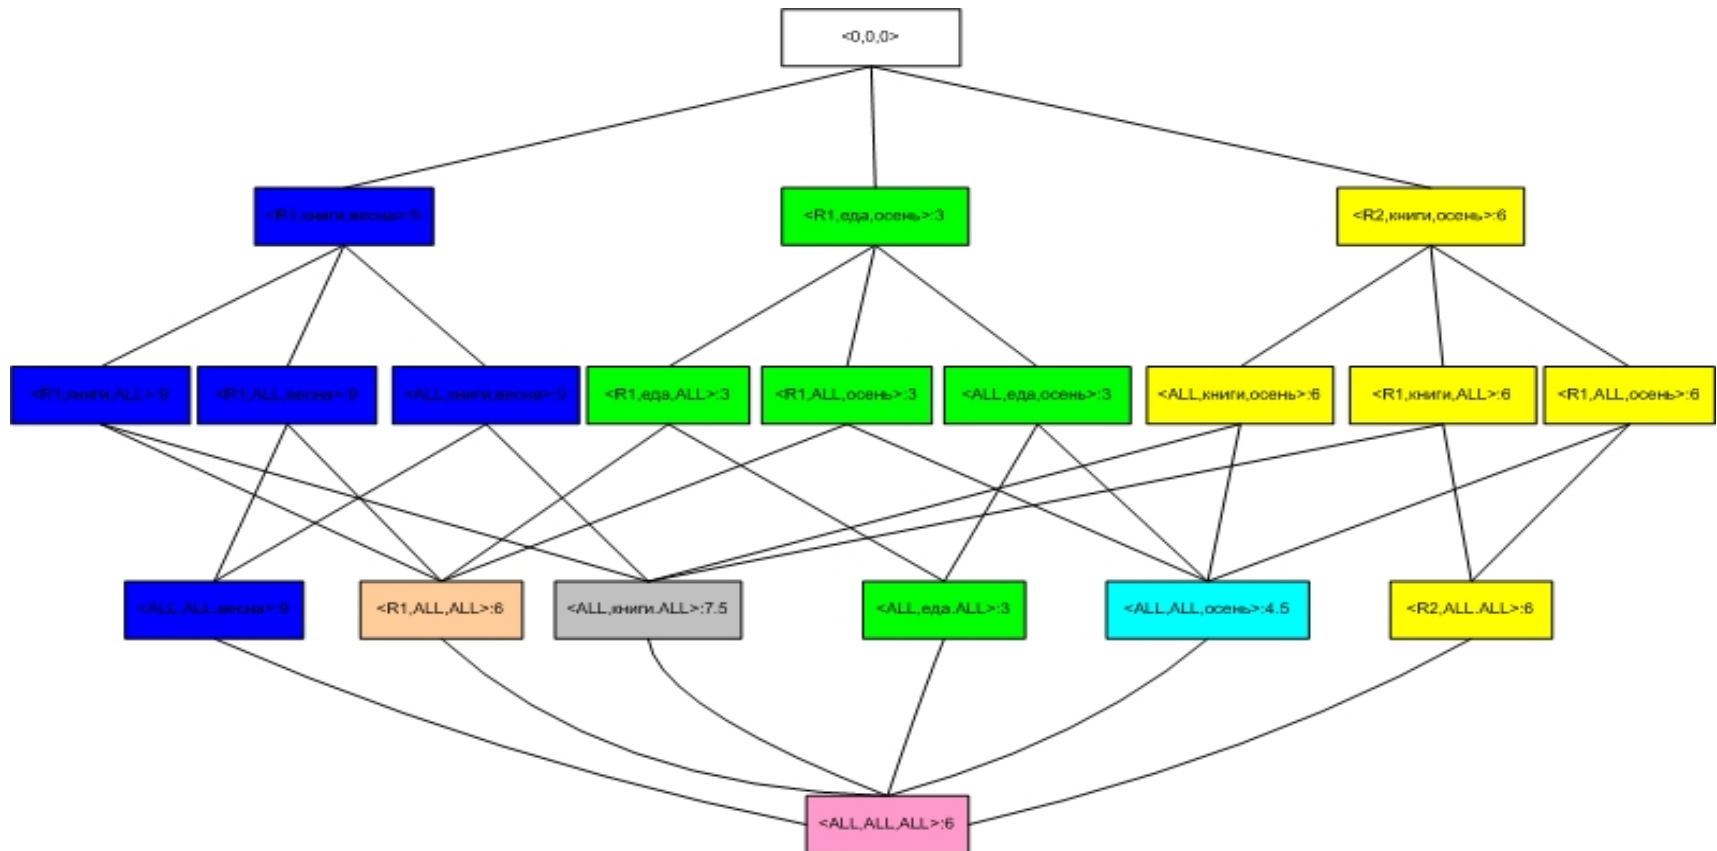 <0,0,0>
<R1,книги,весна>:9
<R1,еда,осень>:3
<R2,книги,осень>:6
<R1,книги,ALL>:9
<R1,ALL,весна>:9
<ALL,книги,весна>:9
<R1,еда,ALL>:3
<R1,ALL,осень>:3
<ALL,еда,осень>:3
<ALL,книги,осень>:6
<R1,книги,ALL>:6
<R1,ALL,осень>:6
<ALL,ALL,весна>:9
<R1,ALL,ALL>:6
<ALL,книги.ALL>:7.5
<ALL,еда.ALL>:3
<ALL,ALL,осень>:4.5
<R2,ALL.ALL>:6
<ALL,ALL,ALL>:6